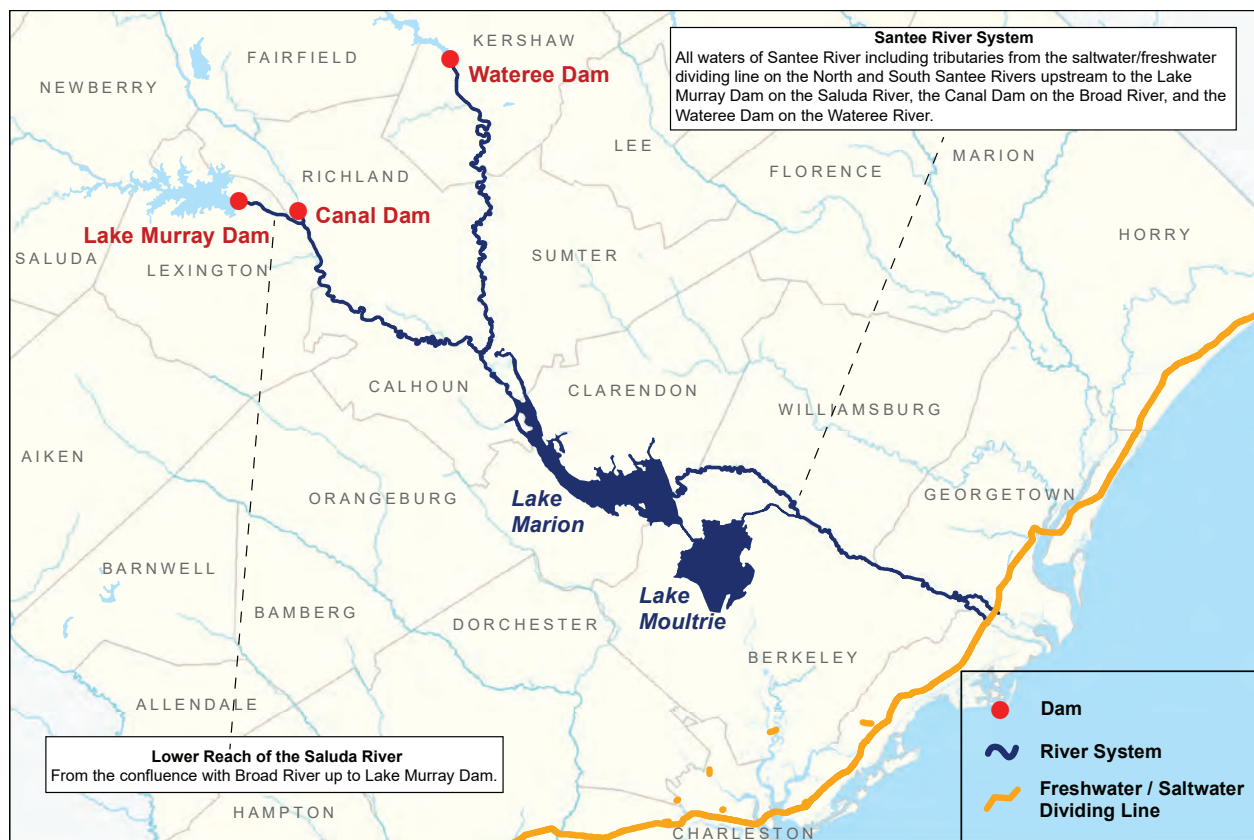 KERSHAW
FAIRFIELD
Wateree Dam
NEWBERRY
Santee River System
All waters of Santee River including tributaries from the saltwater/freshwater
dividing line on the North and South Santee Rivers upstream to the Lake
Murray Dam on the Saluda River, the Canal Dam on the Broad River, and the
Wateree Dam on the Wateree River.
LEE
MARION
FLORENCE
RICHLAND
Canal Dam
Lake Murray Dam
HORRY
SALUDA
LEXINGTON
SUMTER
CALHOUN
CLARENDON
WILLIAMSBURG
AIKEN
ORANGEBURG
Lake
Marion
GEORGETOWN
BARNWELL
BAMBERG
Lake
Moultrie
DORCHESTER
BERKELEY
ALLENDALE
Lower Reach of the Saluda River
From the confluence with Broad River up to Lake Murray Dam.
HAMPTON
CHARLESTON
Dam
River System
Freshwater / Saltwater
Dividing Line